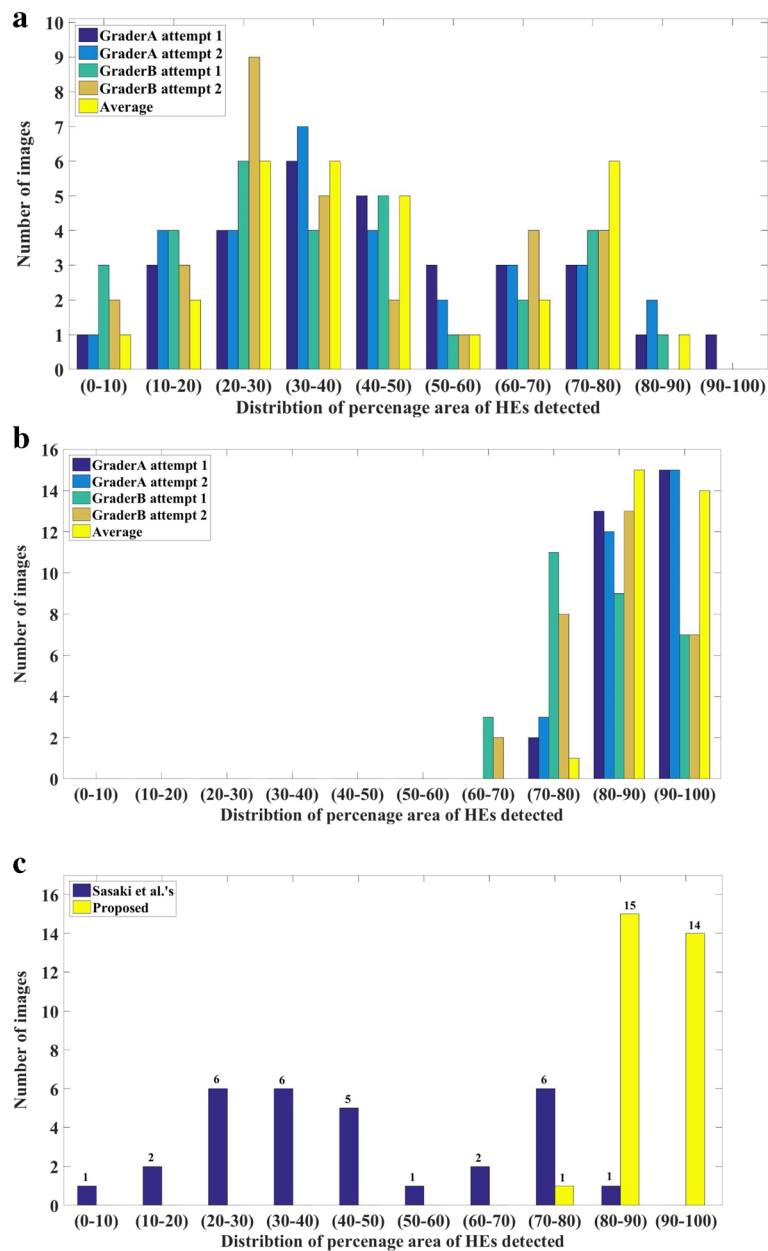 a
GraderA attempt 1
GraderA attempt 2
GraderB attempt 1
GraderB attempt 2
Average
Number of images
10
9
8
7
6
5
4
3
2
1
0
(0-10) (10-20) (20-30) (30-40) (40-50) (50-60) (60-70) (70-80) (80-90) (90-100)
Distribtion of percenage area of HEs detected
b
GraderA attempt 1
GraderA attempt 2
GraderB attempt 1
GraderB attempt 2
Average
Number of images
16
14
12
10
8
6
4
2
0
(0-10) (10-20) (20-30) (30-40) (40-50) (50-60) (60-70) (70-80) (80-90) (90-100)
Distribtion of percenage area of HEs detected
c
Sasaki et al.'s
Proposed
Number of images
16
14
12
10
8
6
4
2
0
1 2 6 6 5 1 2 6 1 1 15 14
(0-10) (10-20) (20-30) (30-40) (40-50) (50-60) (60-70) (70-80) (80-90) (90-100)
Distribtion of percenage area of HEs detected